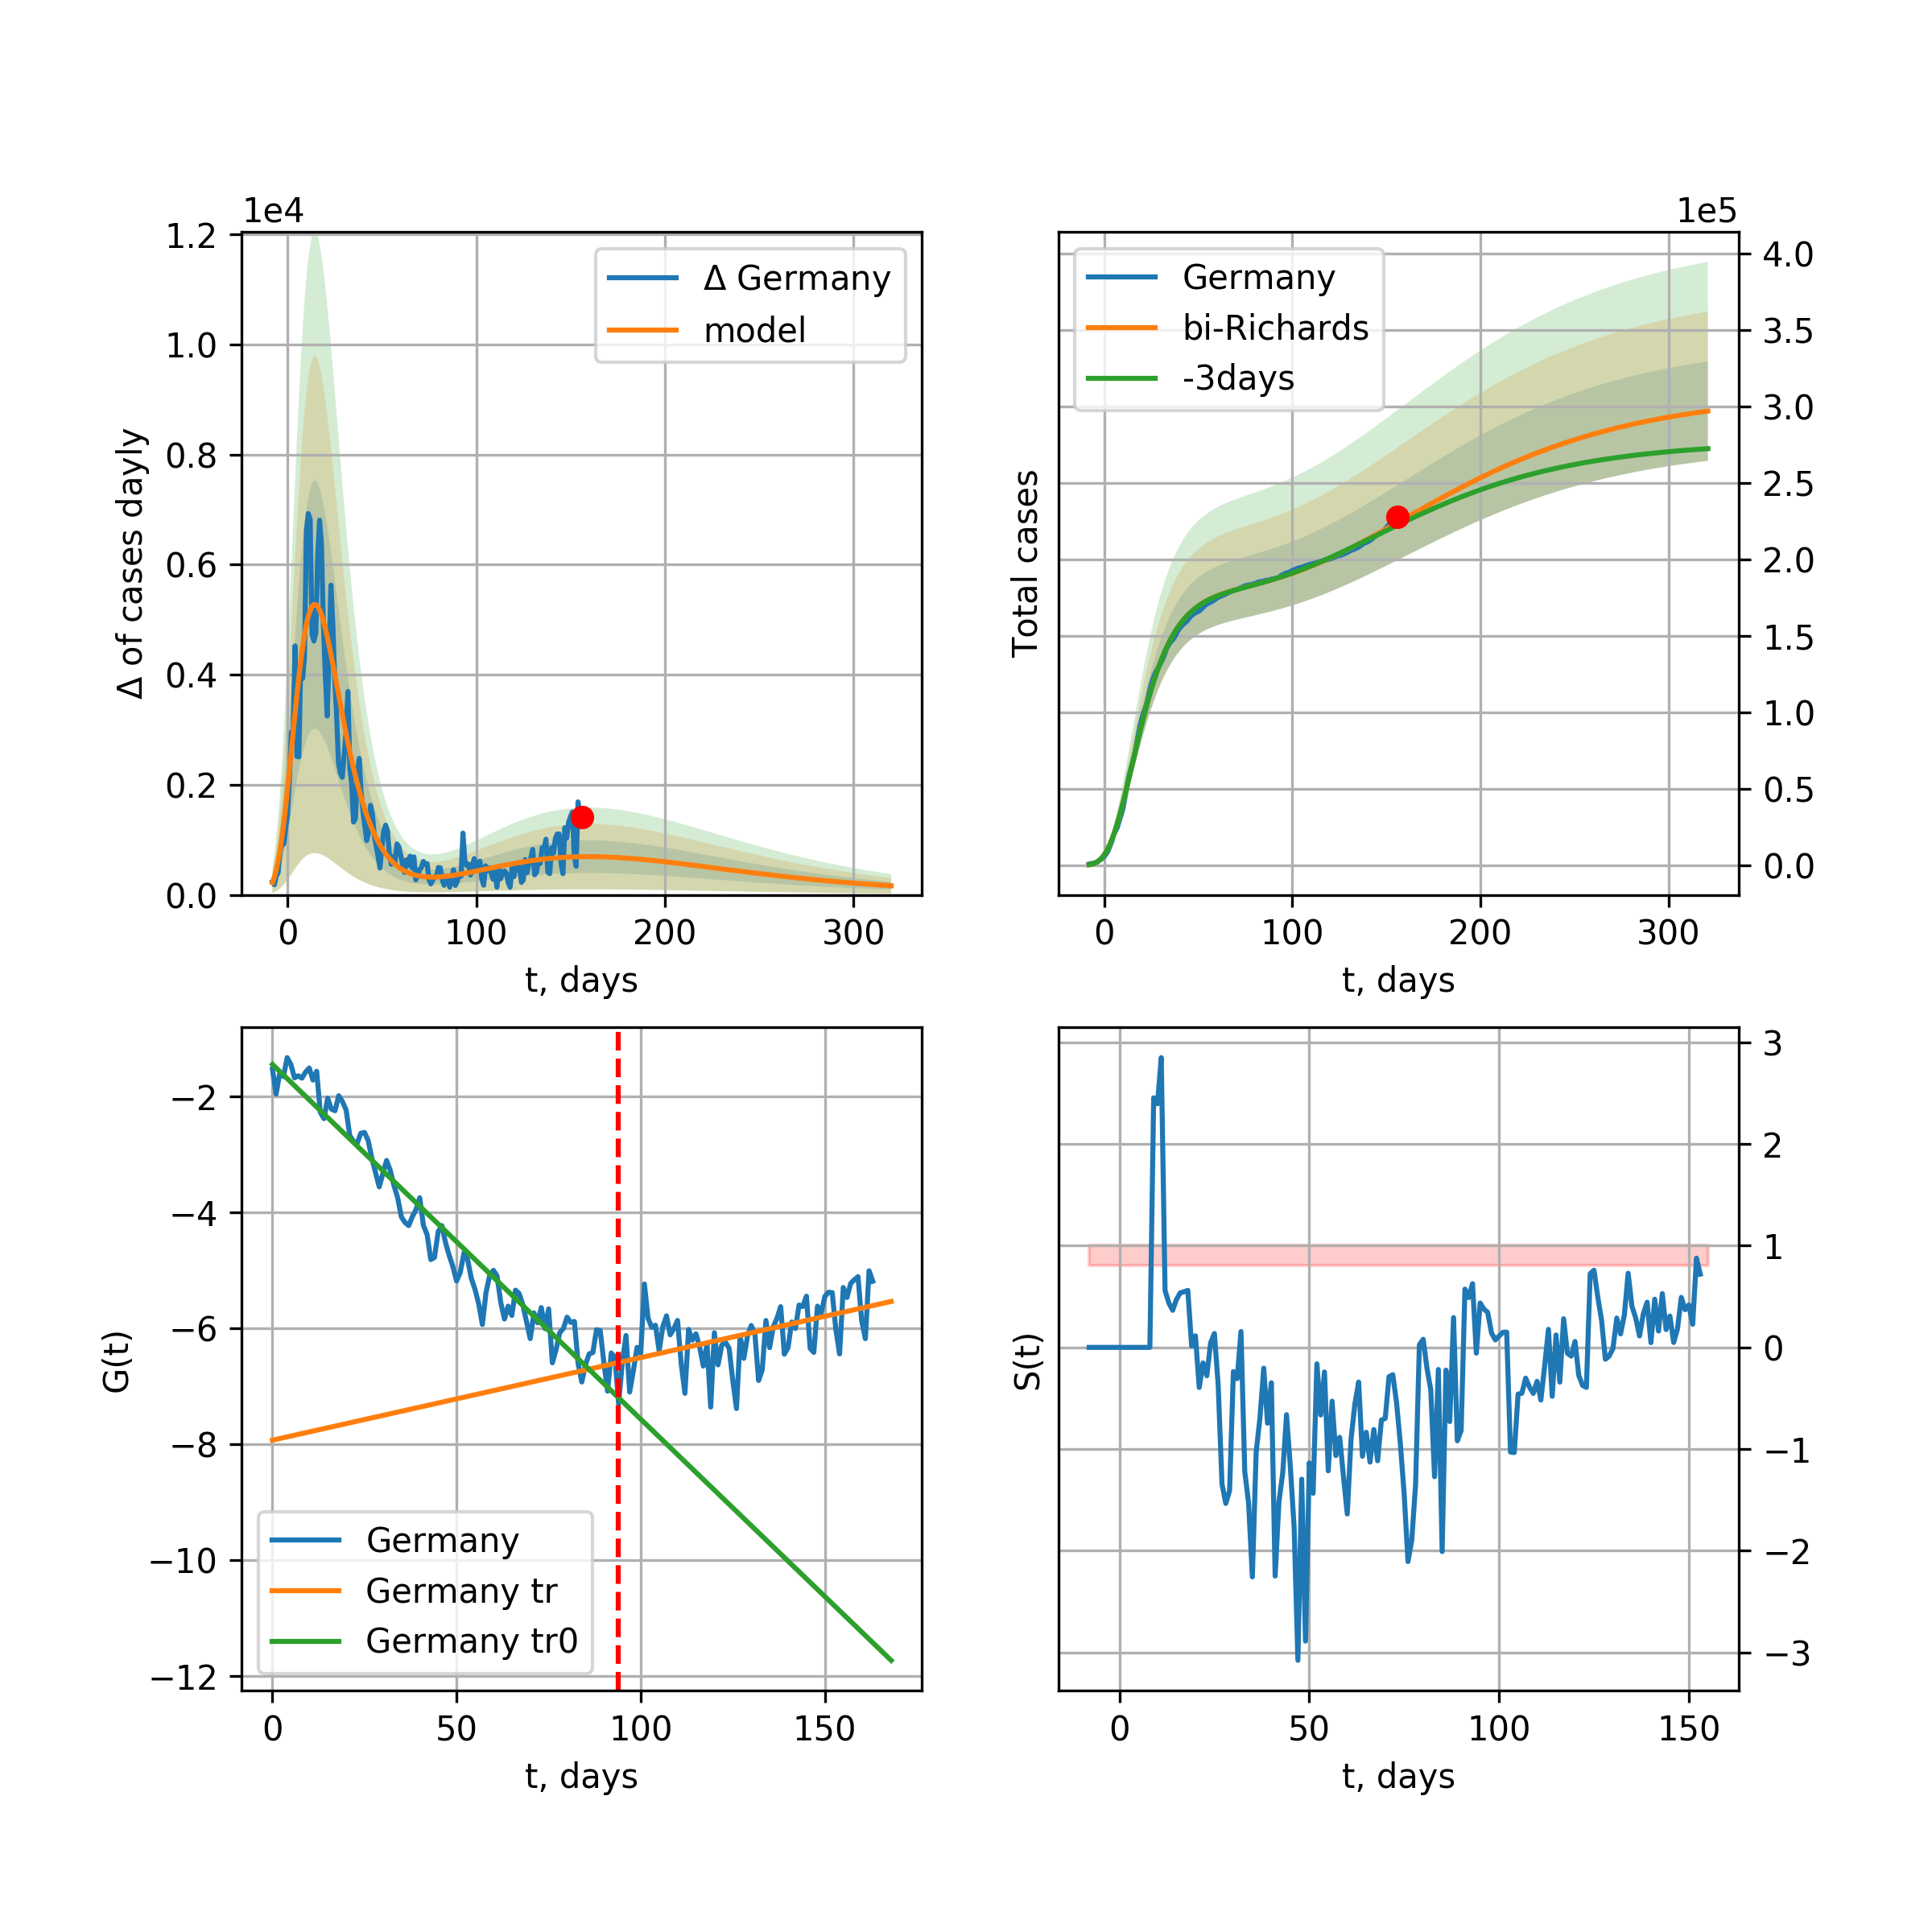 1e4
1.2
1.0
0.8
0.6
0.4
0.2
0.0
Δ of cases dayly
Δ Germany
model
0 100 200 300
t, days
1e5
Germany
bi-Richards
-3days
Total cases
4.0
3.5
3.0
2.5
2.0
1.5
1.0
0.5
0.0
0 100 200 300
t, days
G(t)
−2
−4
−6
−8
−10
−12
Germany
Germany tr
Germany tr0
0 50 100 150
t, days
S(t)
3
2
1
0
−1
−2
−3
0 50 100 150
t, days